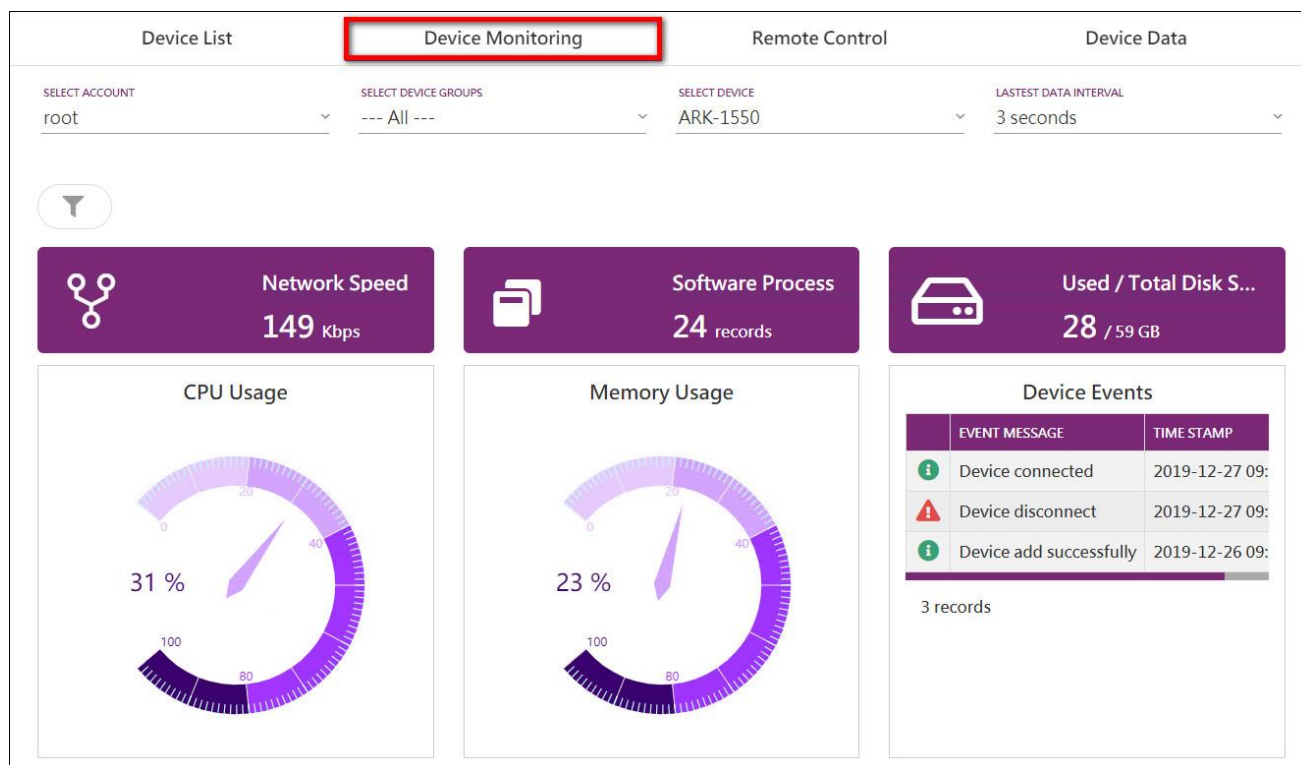 Device List
Device Monitoring
Remote Control
Device Data
SELECT ACCOUNT
SELECT DEVICE GROUPS
SELECT DEVICE
LASTEST DATA INTERVAL
root
--- All ---
ARK-1550
3 seconds
Network Speed
149 Kbps
Software Process
24 records
Used / Total Disk S...
28 / 59 GB
CPU Usage
0
20
40
31 %
80
100
Memory Usage
0
20
40
23 %
80
100
Device Events
EVENT MESSAGE TIME STAMP
Device connected 2019-12-27 09:
Device disconnect 2019-12-27 09:
Device add successfully 2019-12-26 09:
3 records